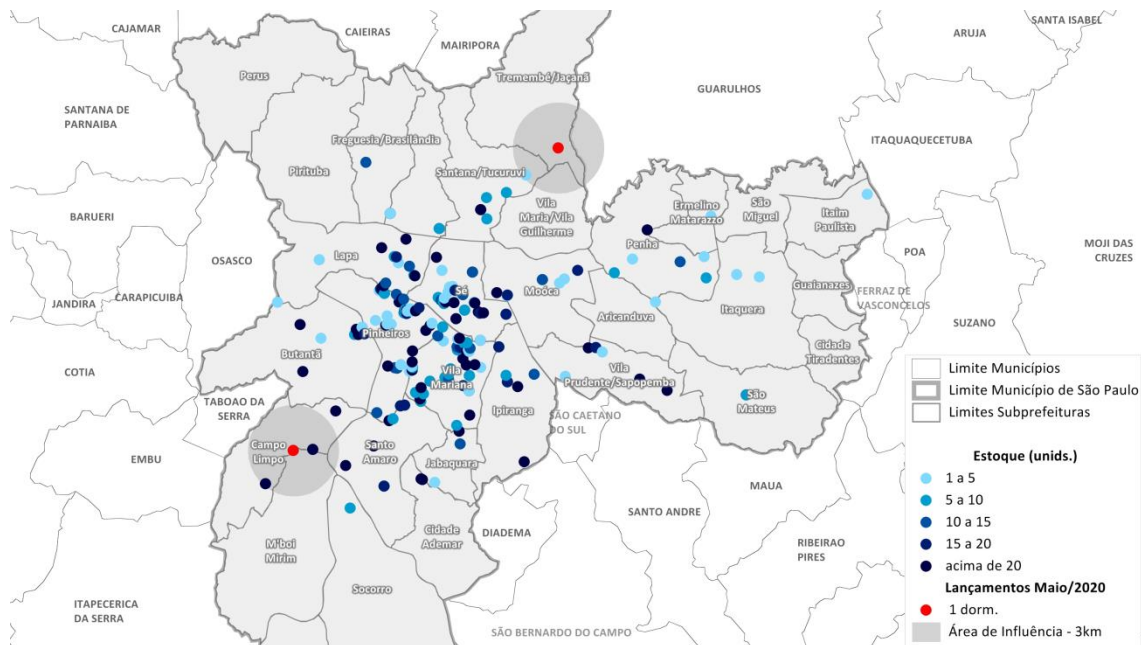 CAJAMAR
CAIEIRAS
MAIRIPORA
ARUJA
SANTA ISABEL
Perus
Tremembé/Jaçanã
GUARULHOS
SANTANA DE
PARNAIBA
Freguesia/Brasilândia
ITAQUAQUECETUBA
Pirituba
Santana/Tucuruvi
Vila
Maria/Vila
Guilherme
Ermelino
Matarazzo
São
Miguel
Itaim
Paulista
BARUERI
OSASCO
Lapa
Penha
POA
MOJI DAS
CRUZES
JANDIRA
CARAPICUIBA
Sé
Moóca
Itaquera
Guaianazes
FERRAZ DE
VASCONCELOS
SUZANO
Aricanduva
Pinheiros
Butantã
Cidade
Tiradentes
COTIA
Vila
Mariana
Vila
Prudente/Sapopemba
São
Mateus
TABOAO DA
SERRA
Ipiranga
SÃO CAETANO
DO SUL
EMBU
Campo
Limpo
Santo
Amaro
Jabaquara
MAUA
SANTO ANDRE
DIADEMA
Cidade
Ademar
RIBEIRAO
PIRES
M'boi
Mirim
Socorro
ITAPECERICA
DA SERRA
SÃO BERNARDO DO CAMPO
Limite Municípios
Limite Município de São Paulo
Limites Subprefeituras
Estoque (unids.)
1 a 5
5 a 10
10 a 15
15 a 20
acima de 20
Lançamentos Maio/2020
1 dorm.
Área de Influência - 3km